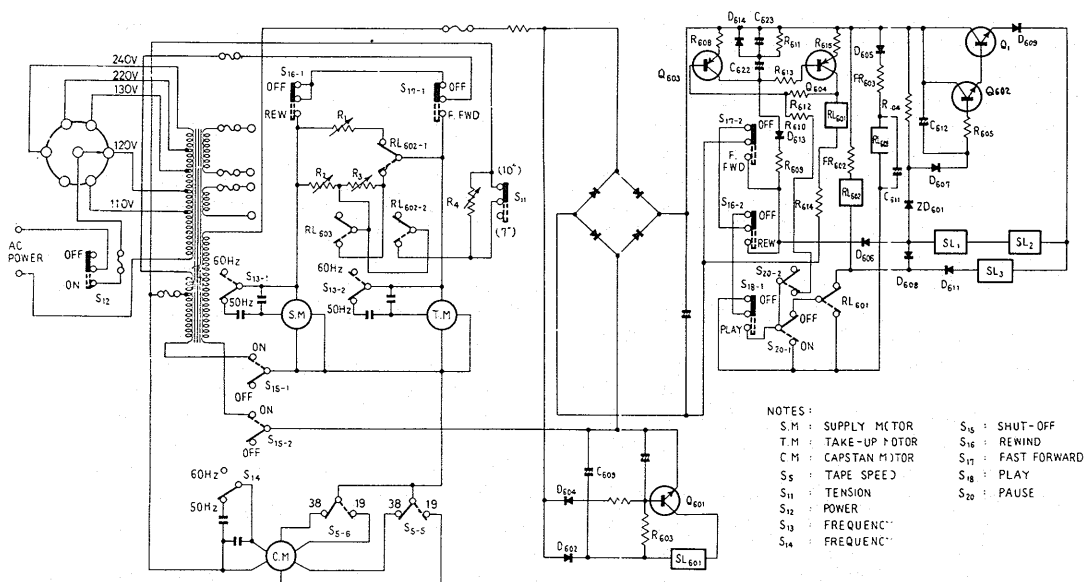 240V
220V
130V
120V
110V
AC
POWER
OFF
ON
S12
S16-1
OFF
REW
S17-1
OFF
F. FWD
R1
RL602-1
R2
R3
RL603
RL602-2
R4
(10")
S11
(7")
60Hz
S13-1
50Hz
S.M
60Hz
S13-2
50Hz
T.M
ON
S15-1
OFF
ON
S15-2
OFF
60Hz
S14
50Hz
C.M
38
19
S5-6
38
19
S5-5
C609
D604
D602
R603
Q601
SL601
R608
D614
C623
R611
R615
Q603
C622
R613
Q604
R612
R610
D613
R609
R614
RL601
FR602
RL602
D605
FR603
C611
C612
Q1
Q602
R605
D609
D607
ZD601
S17-2
OFF
F.
FWD
S16-2
OFF
REW
D606
SL1
SL2
D608
D611
SL3
S20-2
S18-1
OFF
PLAY
OFF
S20-1
ON
RL601
NOTES :
S.M : SUPPLY MOTOR
T.M : TAKE-UP MOTOR
C.M : CAPSTAN MOTOR
S5 : TAPE SPEED
S11 : TENSION
S12 : POWER
S13 : FREQUENCY
S14 : FREQUENCY
S15 : SHUT-OFF
S16 : REWIND
S17 : FAST FORWARD
S18 : PLAY
S20 : PAUSE